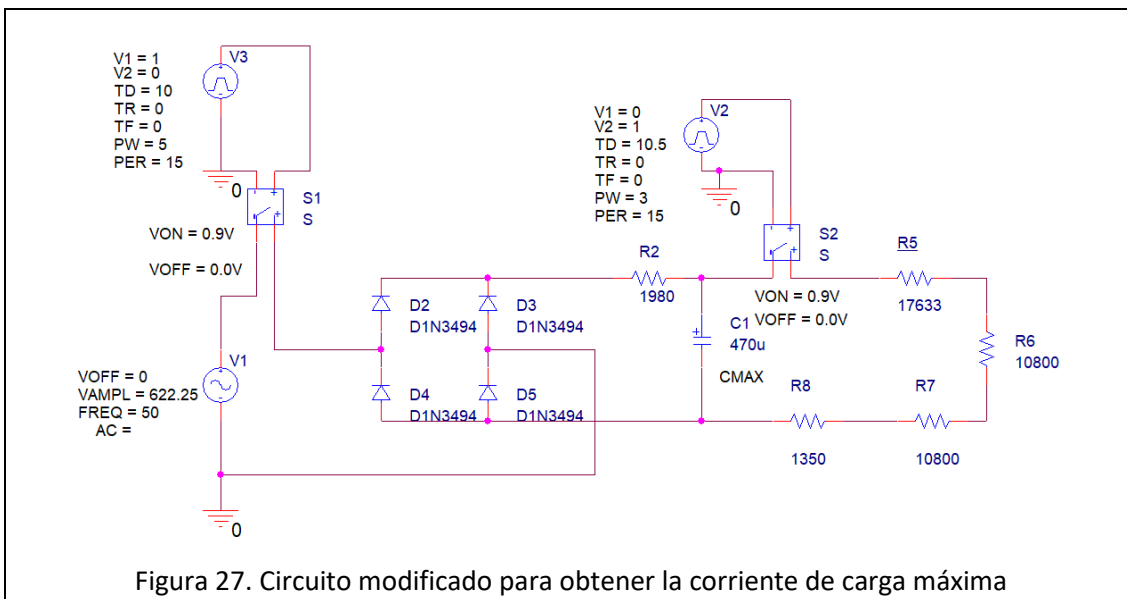 V1 = 1
V2 = 0
TD = 10
TR = 0
TF = 0
PW = 5
PER = 15
V3
0
S1
S
VON = 0.9V
VOFF = 0.0V
V1 = 0
V2 = 1
TD = 10.5
TR = 0
TF = 0
PW = 3
PER = 15
V2
0
S2
S
VON = 0.9V
VOFF = 0.0V
R2
1980
R5
17633
D2
D1N3494
D3
D1N3494
C1
470u
CMAX
R6
10800
V1
VOFF = 0
VAMPL = 622.25
FREQ = 50
AC =
D4
D1N3494
D5
D1N3494
R8
1350
R7
10800
0
Figura 27. Circuito modificado para obtener la corriente de carga máxima